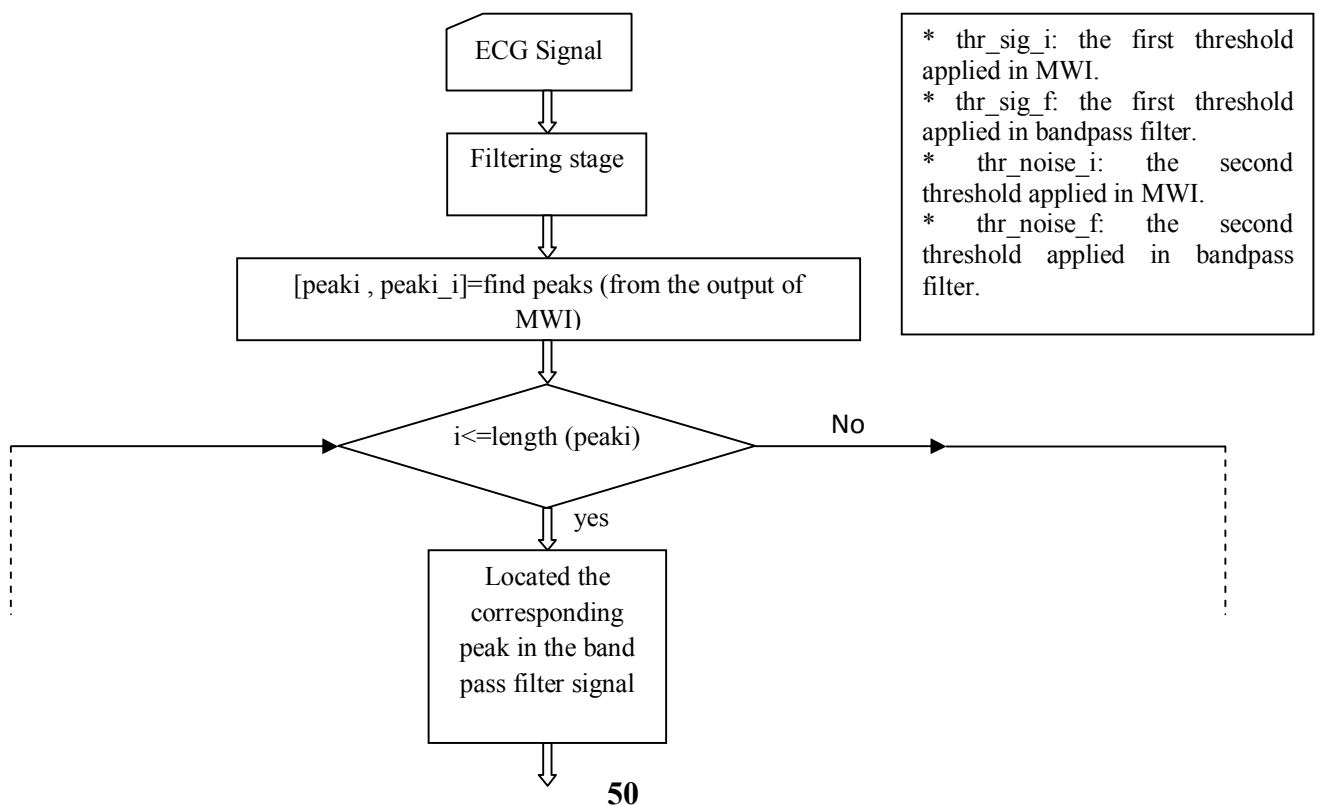 ECG Signal
Filtering stage
[peaki , peaki_i]=find peaks (from the output of
MWI)
i<=length (peaki)
No
yes
Located the
corresponding
peak in the band
pass filter signal
* thr_sig_i: the first threshold
applied in MWI.
* thr_sig_f: the first threshold
applied in bandpass filter.
* thr_noise_i: the second
threshold applied in MWI.
* thr_noise_f: the second
threshold applied in bandpass
filter.
50